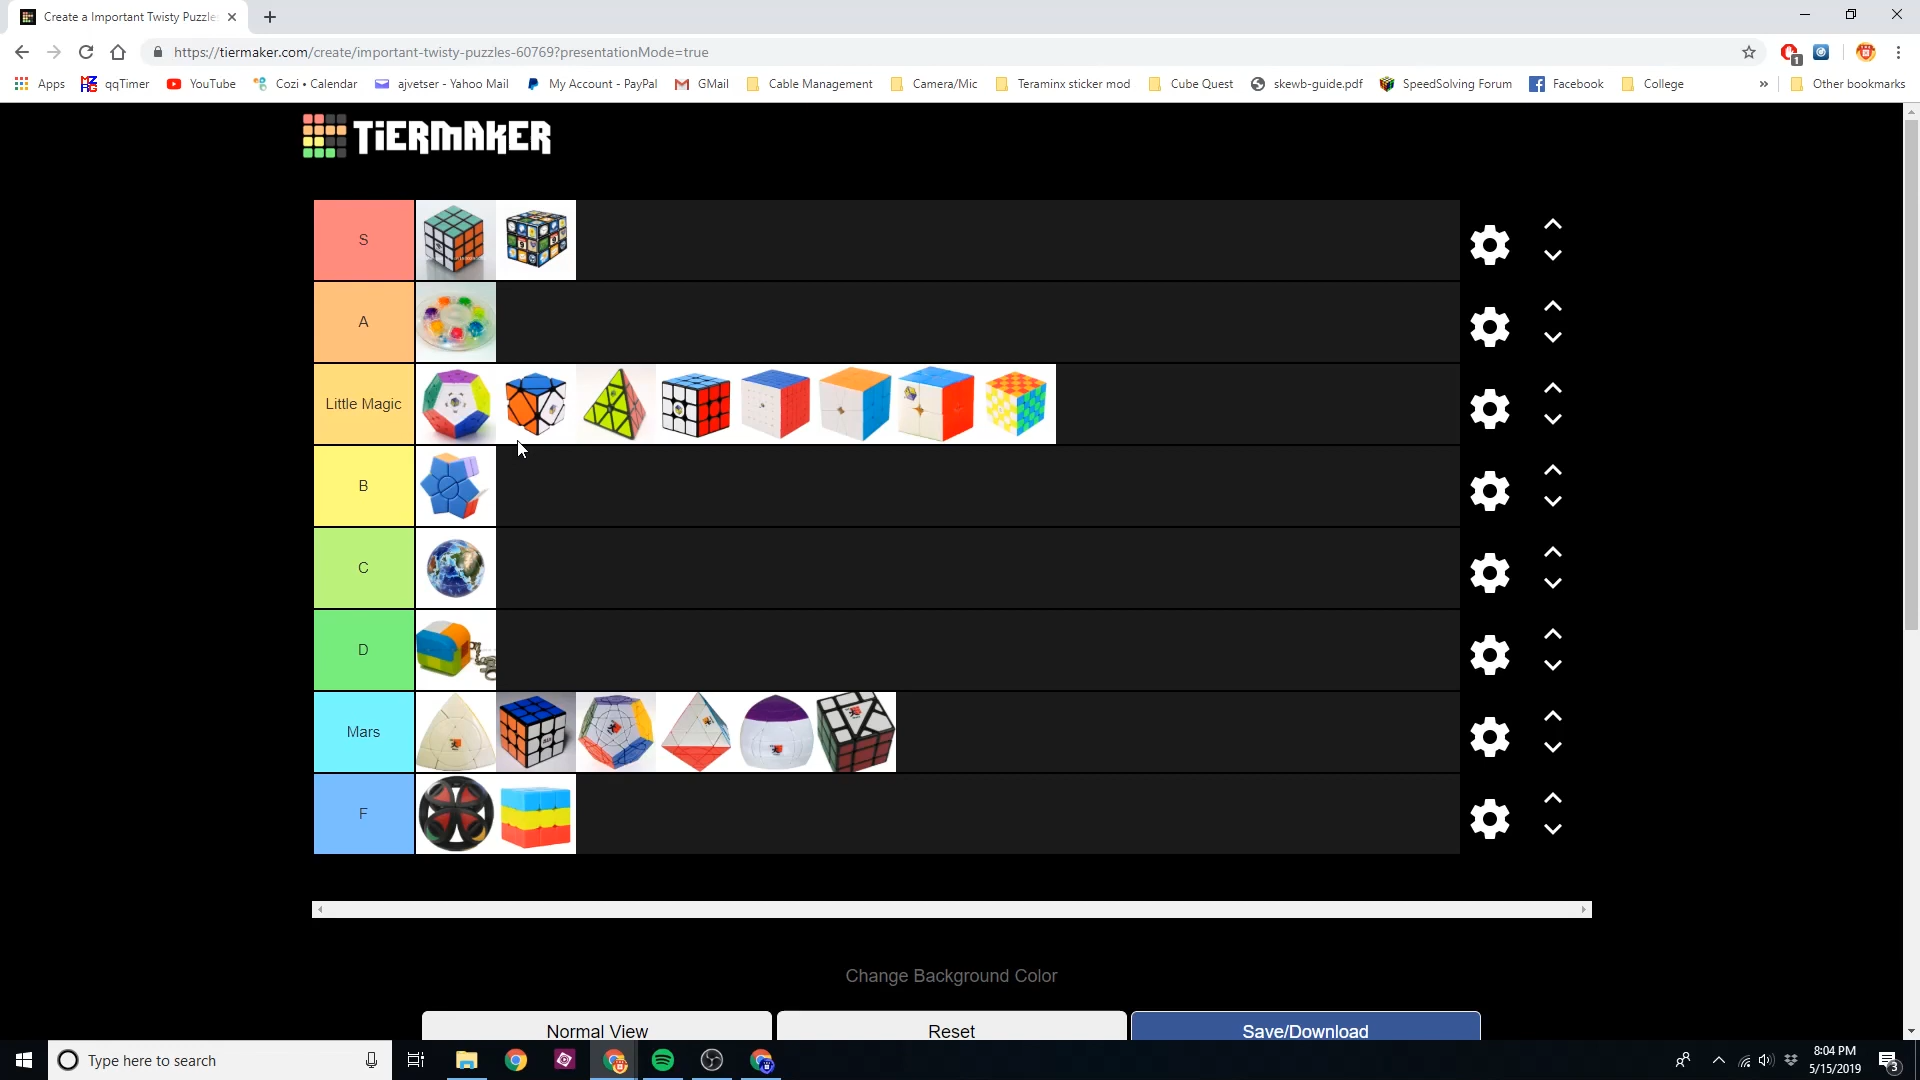 Create a Important Twisty Puzzle
https://tiermaker.com/create/important-twisty-puzzles-60769?presentationMode=true
1
Apps qqTimer YouTube Cozi • Calendar ajvetser - Yahoo Mail My Account - PayPal GMail Cable Management Camera/Mic Teraminx sticker mod Cube Quest skewb-guide.pdf SpeedSolving Forum Facebook College » Other bookmarks
TiERMAKER
S
A
Little Magic
B
C
D
Mars
F
Change Background Color
Normal View Reset Save/Download
Type here to search
8:04 PM
5/15/2019
3